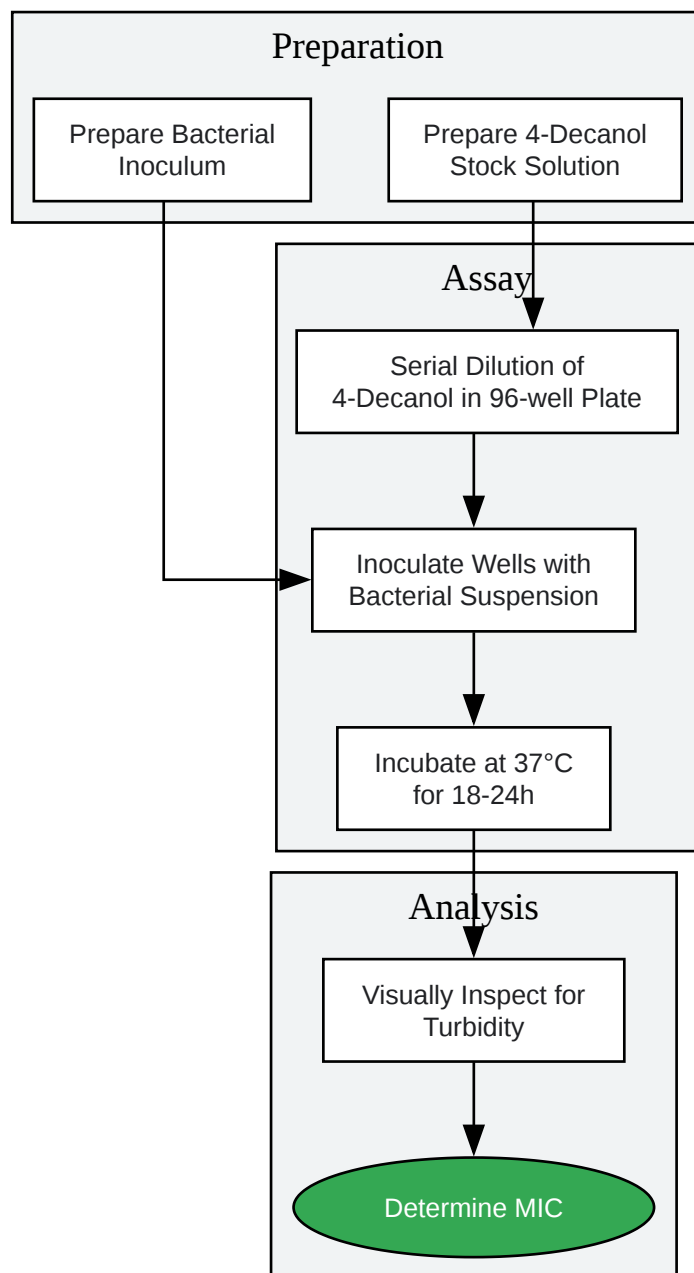 Preparation
Prepare Bacterial
Inoculum
Prepare 4-Decanol
Stock Solution
Assay
Serial Dilution of
4-Decanol in 96-well Plate
Inoculate Wells with
Bacterial Suspension
Incubate at 37°C
for 18-24h
Analysis
Visually Inspect for
Turbidity
Determine MIC